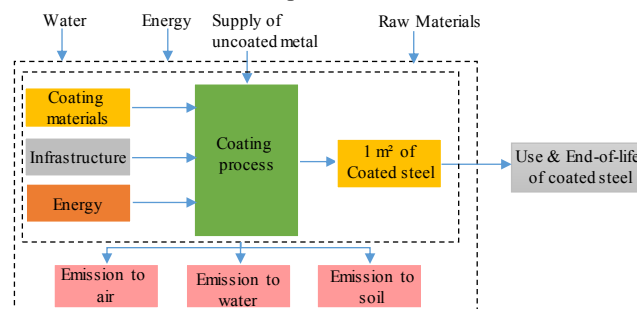 Water
Energy
Supply of
uncoated metal
Raw Materials
Coating
materials
Infrastructure
Energy
Coating
process
1 m² of
Coated steel
Use & End-of-life
of coated steel
Emission to
air
Emission to
water
Emission to
soil